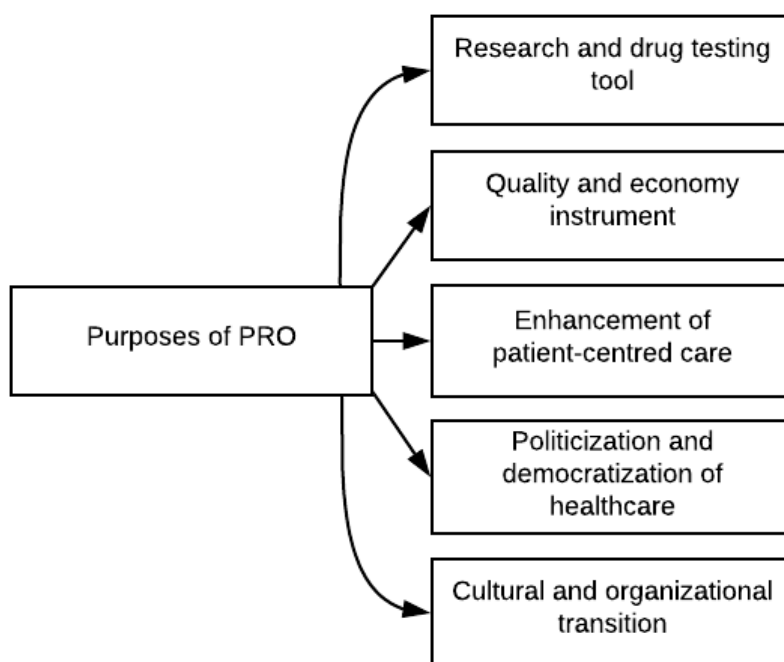 Research and drug testing
tool
Quality and economy
instrument
Purposes of PRO
Enhancement of
patient-centred care
Politicization and
democratization of
healthcare
Cultural and organizational
transition